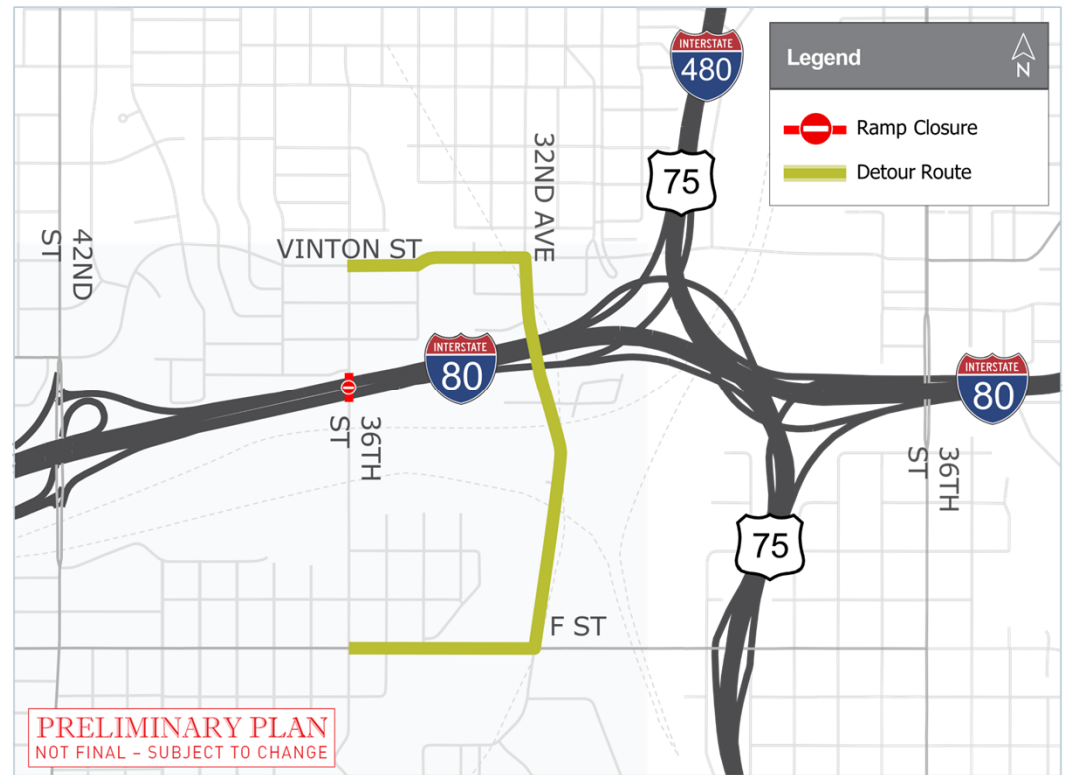 INTERSTATE
480
Legend
N
Ramp Closure
Detour Route
75
32ND AVE
42ND
ST
VINTON ST
INTERSTATE
80
INTERSTATE
80
36TH
ST
36TH
ST
75
F ST
PRELIMINARY PLAN
NOT FINAL – SUBJECT TO CHANGE